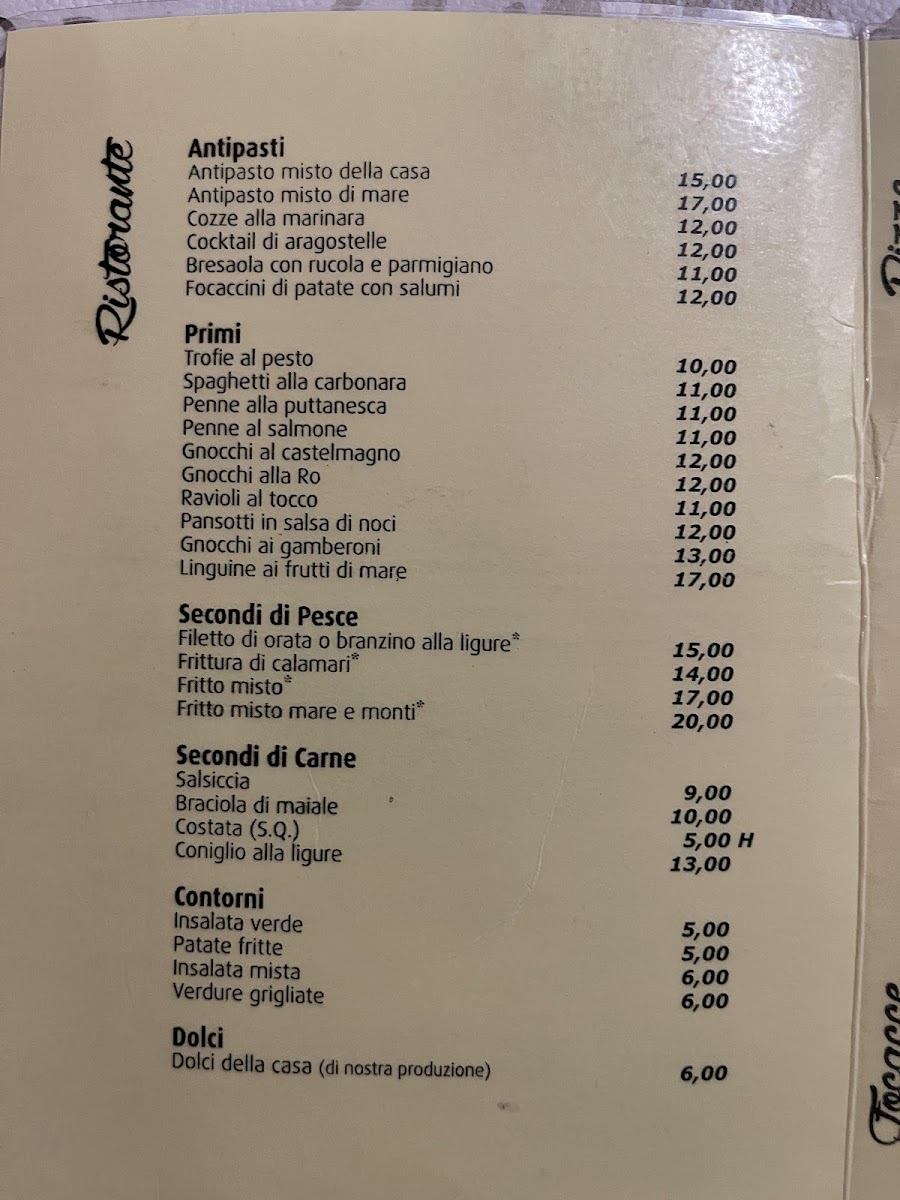 Ristorante
Antipasti
Antipasto misto della casa 15,00
Antipasto misto di mare 17,00
Cozze alla marinara 12,00
Cocktail di aragostelle 12,00
Bresaola con rucola e parmigiano 11,00
Focaccini di patate con salumi 12,00
Primi
Trofie al pesto 10,00
Spaghetti alla carbonara 11,00
Penne alla puttanesca 11,00
Penne al salmone 11,00
Gnocchi al castelmagno 12,00
Gnocchi alla Ro 12,00
Ravioli al tocco 11,00
Pansotti in salsa di noci 12,00
Gnocchi ai gamberoni 13,00
Linguine ai frutti di mare 17,00
Secondi di Pesce
Filetto di orata o branzino alla ligure* 15,00
Frittura di calamari* 14,00
Fritto misto* 17,00
Fritto misto mare e monti* 20,00
Secondi di Carne
Salsiccia 9,00
Braciola di maiale 10,00
Costata (S.Q.) 5,00 H
Coniglio alla ligure 13,00
Contorni
Insalata verde 5,00
Patate fritte 5,00
Insalata mista 6,00
Verdure grigliate 6,00
Dolci
Dolci della casa (di nostra produzione) 6,00
Focacce